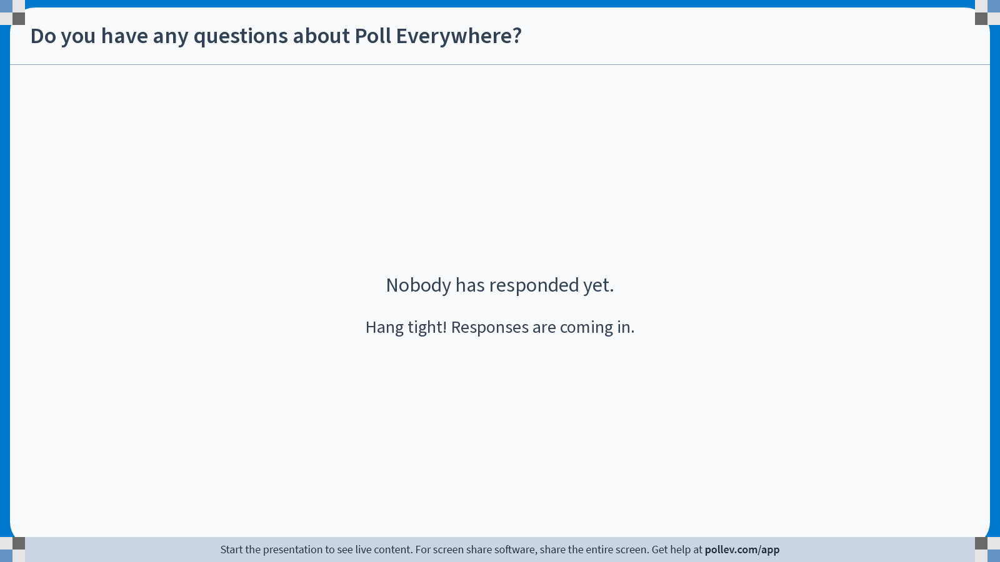 Do you have any questions about Poll Everywhere?
Nobody has responded yet.
Hang tight! Responses are coming in.
Start the presentation to see live content. For screen share software, share the entire screen. Get help at pollev.com/app